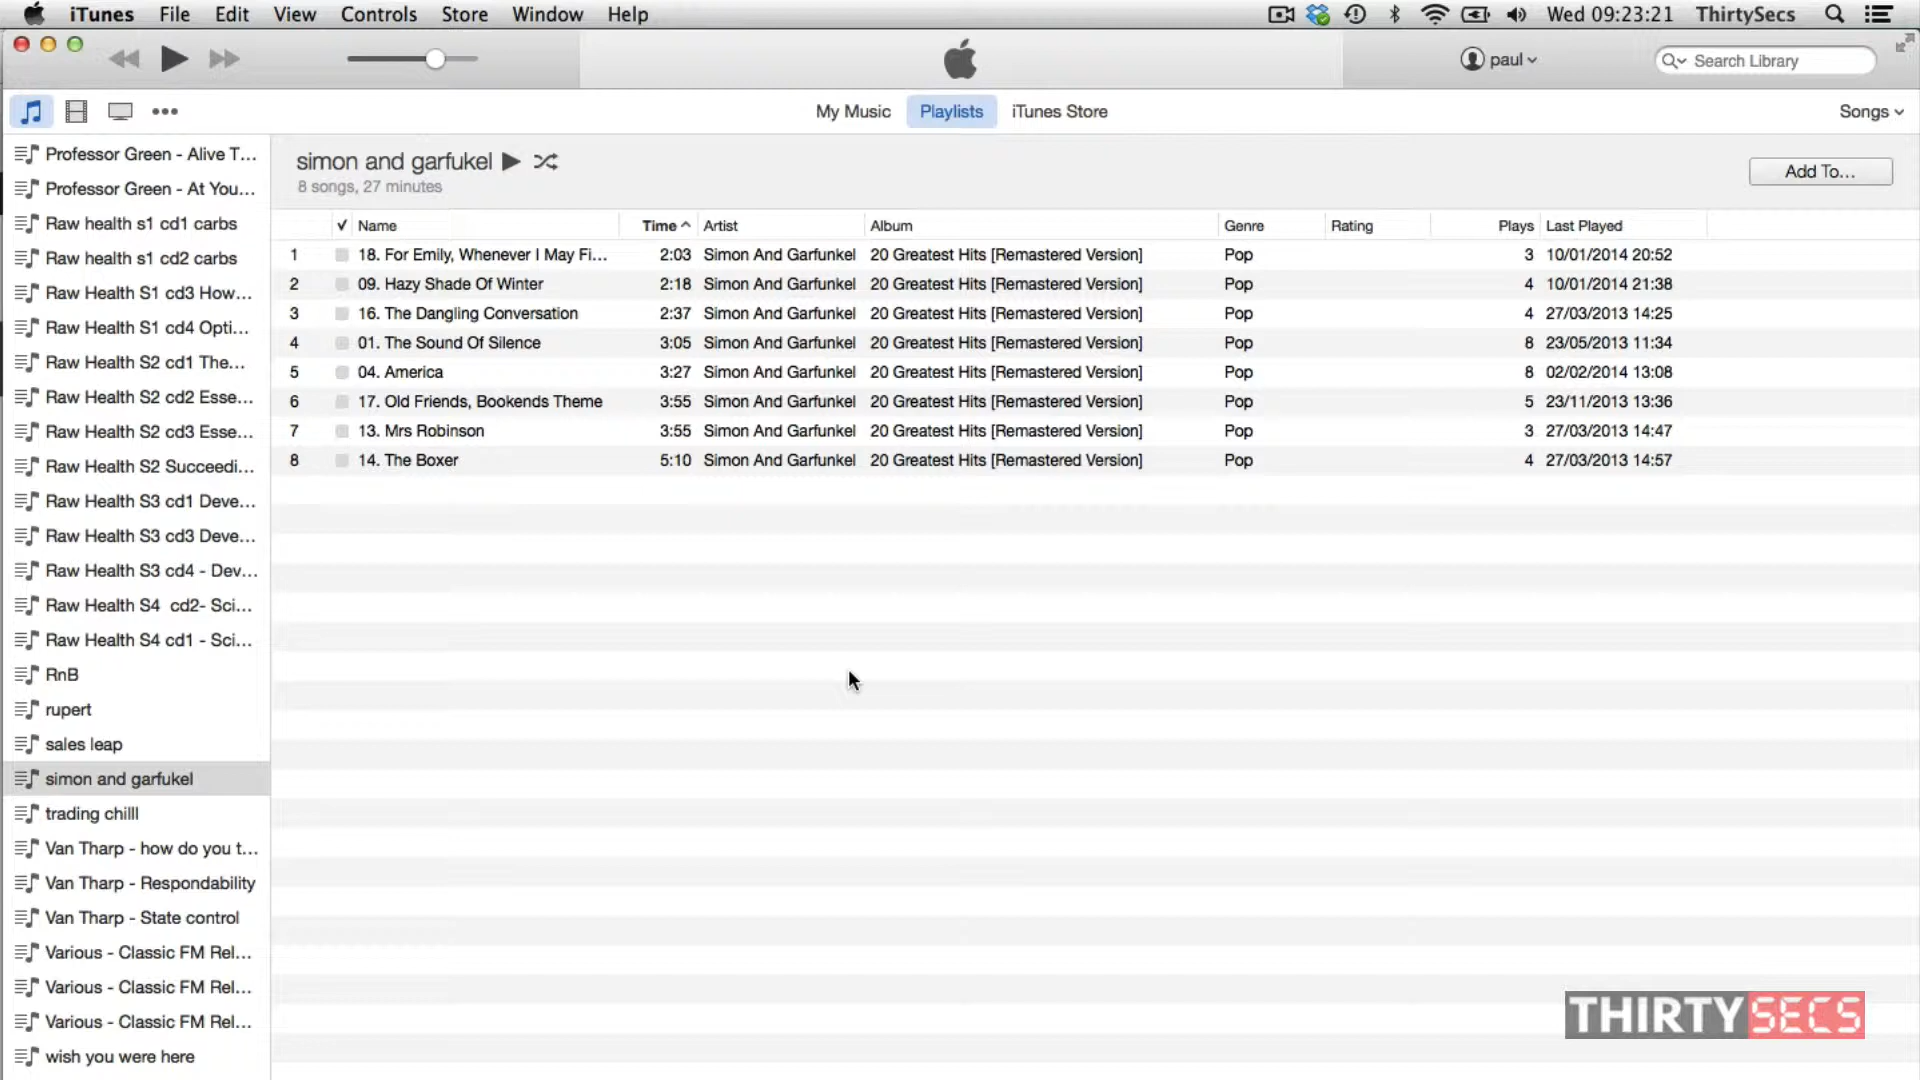 iTunes File Edit View Controls Store Window Help Wed 09:23:21 ThirtySecs
paul Search Library
My Music Playlists iTunes Store Songs
Professor Green - Alive T...
Professor Green - At You...
Raw health s1 cd1 carbs
Raw health s1 cd2 carbs
Raw Health S1 cd3 How...
Raw Health S1 cd4 Opti...
Raw Health S2 cd1 The...
Raw Health S2 cd2 Esse...
Raw Health S2 cd3 Esse...
Raw Health S2 Succeedi...
Raw Health S3 cd1 Deve...
Raw Health S3 cd3 Deve...
Raw Health S3 cd4 - Dev...
Raw Health S4 cd2- Sci...
Raw Health S4 cd1 - Sci...
RnB
rupert
sales leap
simon and garfukel
trading chilll
Van Tharp - how do you t...
Van Tharp - Respondability
Van Tharp - State control
Various - Classic FM Rel...
Various - Classic FM Rel...
Various - Classic FM Rel...
wish you were here
simon and garfukel
8 songs, 27 minutes
Add To...
✓ Name Time Artist Album Genre Rating Plays Last Played
1 18. For Emily, Whenever I May Fi... 2:03 Simon And Garfunkel 20 Greatest Hits [Remastered Version] Pop 3 10/01/2014 20:52
2 09. Hazy Shade Of Winter 2:18 Simon And Garfunkel 20 Greatest Hits [Remastered Version] Pop 4 10/01/2014 21:38
3 16. The Dangling Conversation 2:37 Simon And Garfunkel 20 Greatest Hits [Remastered Version] Pop 4 27/03/2013 14:25
4 01. The Sound Of Silence 3:05 Simon And Garfunkel 20 Greatest Hits [Remastered Version] Pop 8 23/05/2013 11:34
5 04. America 3:27 Simon And Garfunkel 20 Greatest Hits [Remastered Version] Pop 8 02/02/2014 13:08
6 17. Old Friends, Bookends Theme 3:55 Simon And Garfunkel 20 Greatest Hits [Remastered Version] Pop 5 23/11/2013 13:36
7 13. Mrs Robinson 3:55 Simon And Garfunkel 20 Greatest Hits [Remastered Version] Pop 3 27/03/2013 14:47
8 14. The Boxer 5:10 Simon And Garfunkel 20 Greatest Hits [Remastered Version] Pop 4 27/03/2013 14:57
THIRTYSECS